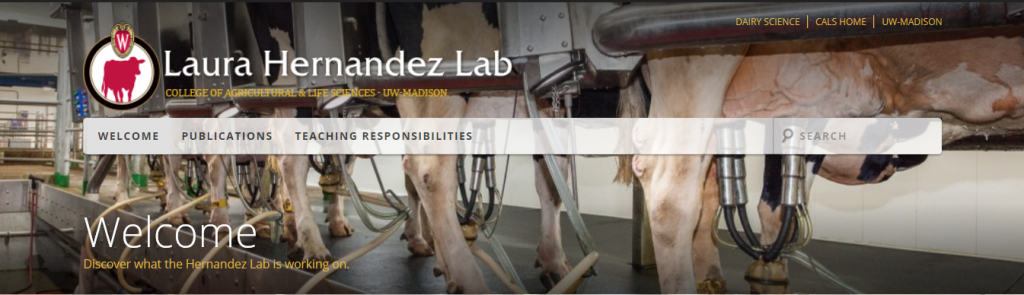 DAIRY SCIENCE
CALS HOME
UW-MADISON
W
Laura Hernandez Lab
COLLEGE OF AGRICULTURAL & LIFE SCIENCES - UW-MADISON
WELCOME
PUBLICATIONS
TEACHING RESPONSIBILITIES
SEARCH
Welcome
Discover what the Hernandez Lab is working on.